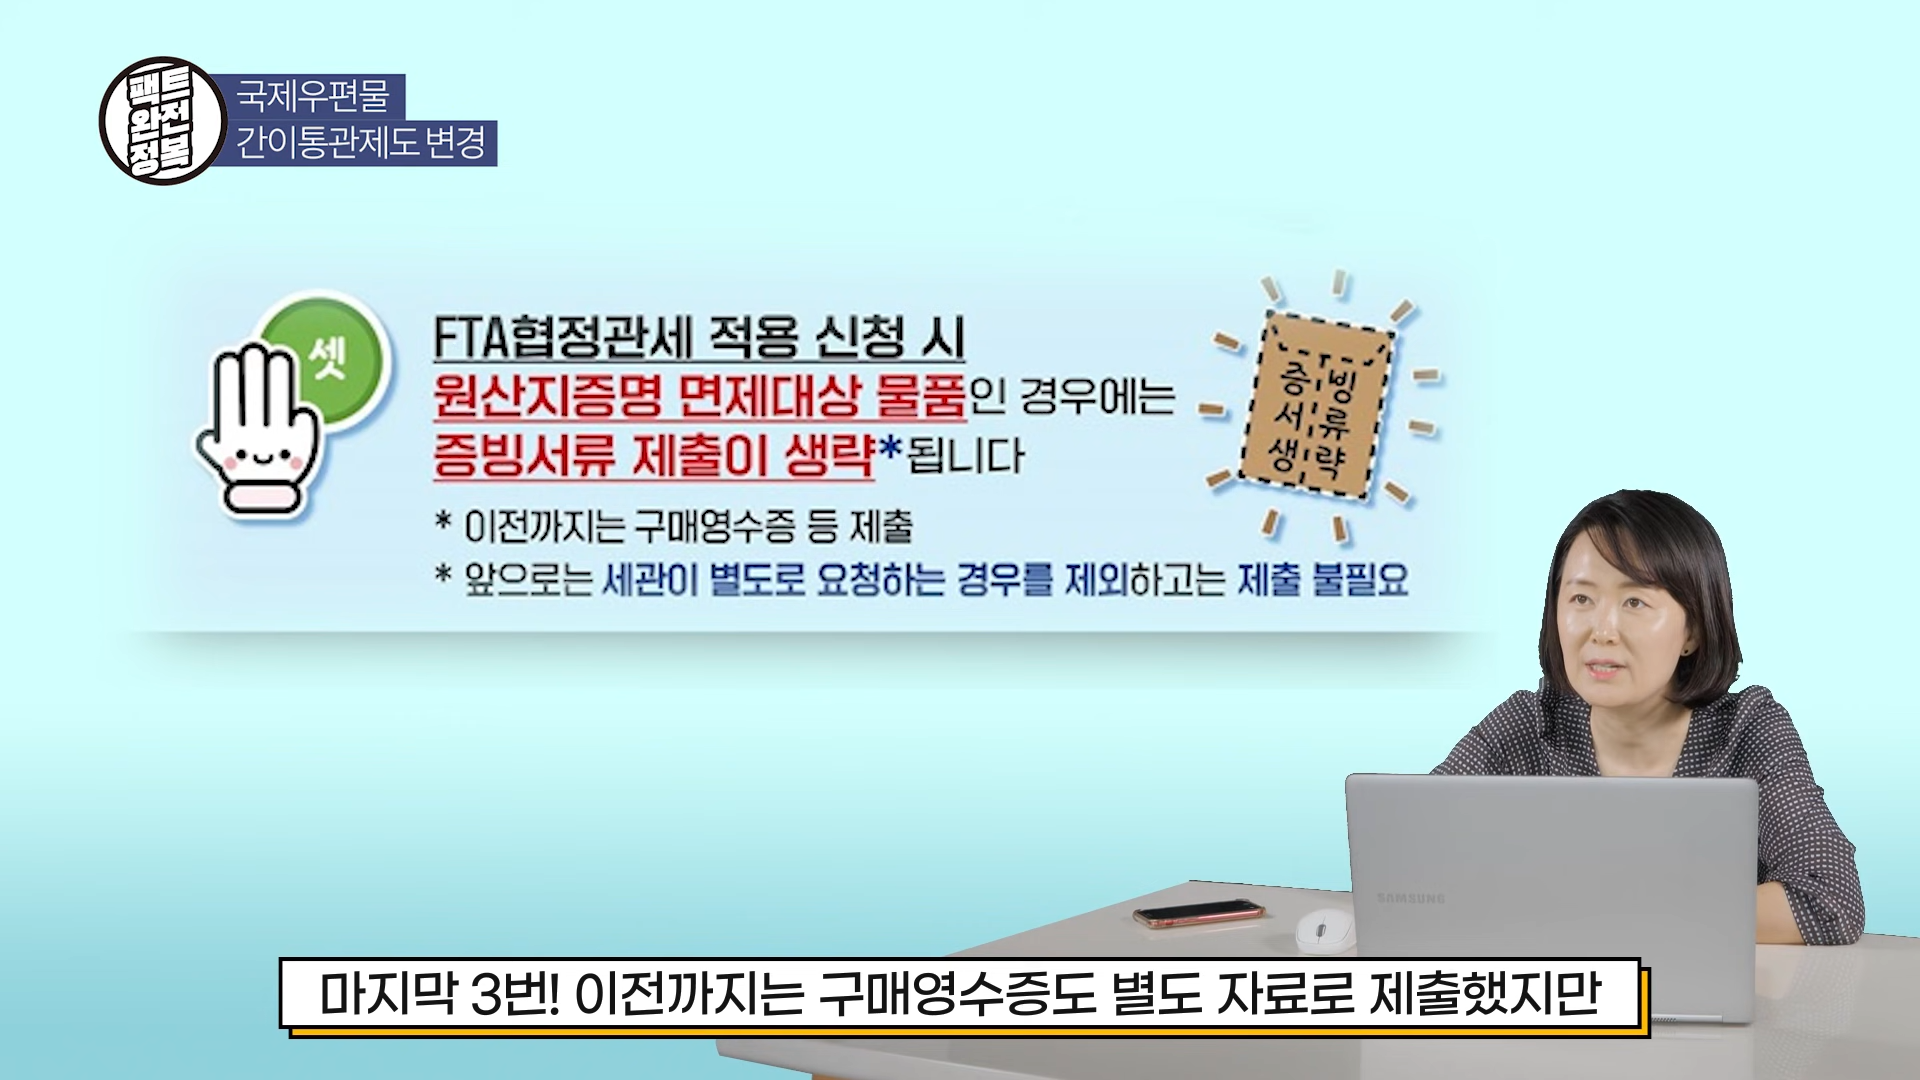 팩트
완전
정복
국제우편물
간이통관제도 변경
셋
FTA협정관세 적용 신청 시
원산지증명 면제대상 물품인 경우에는
증빙서류 제출이 생략*됩니다
* 이전까지는 구매영수증 등 제출
* 앞으로는 세관이 별도로 요청하는 경우를 제외하고는 제출 불필요
증빙
서류
생략
SAMSUNG
마지막 3번! 이전까지는 구매영수증도 별도 자료로 제출했지만